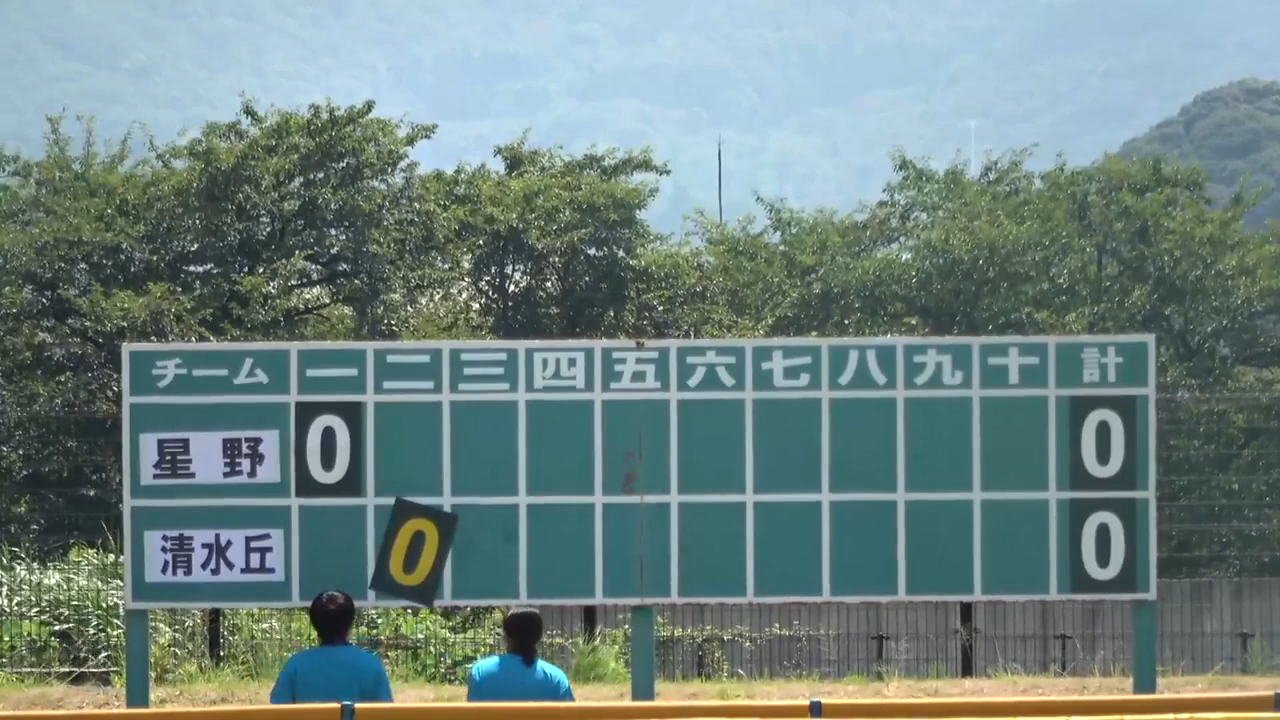 チーム 一 二 三 四 五 六 七 八 九 十 計
星野 0 0
清水丘 0 0